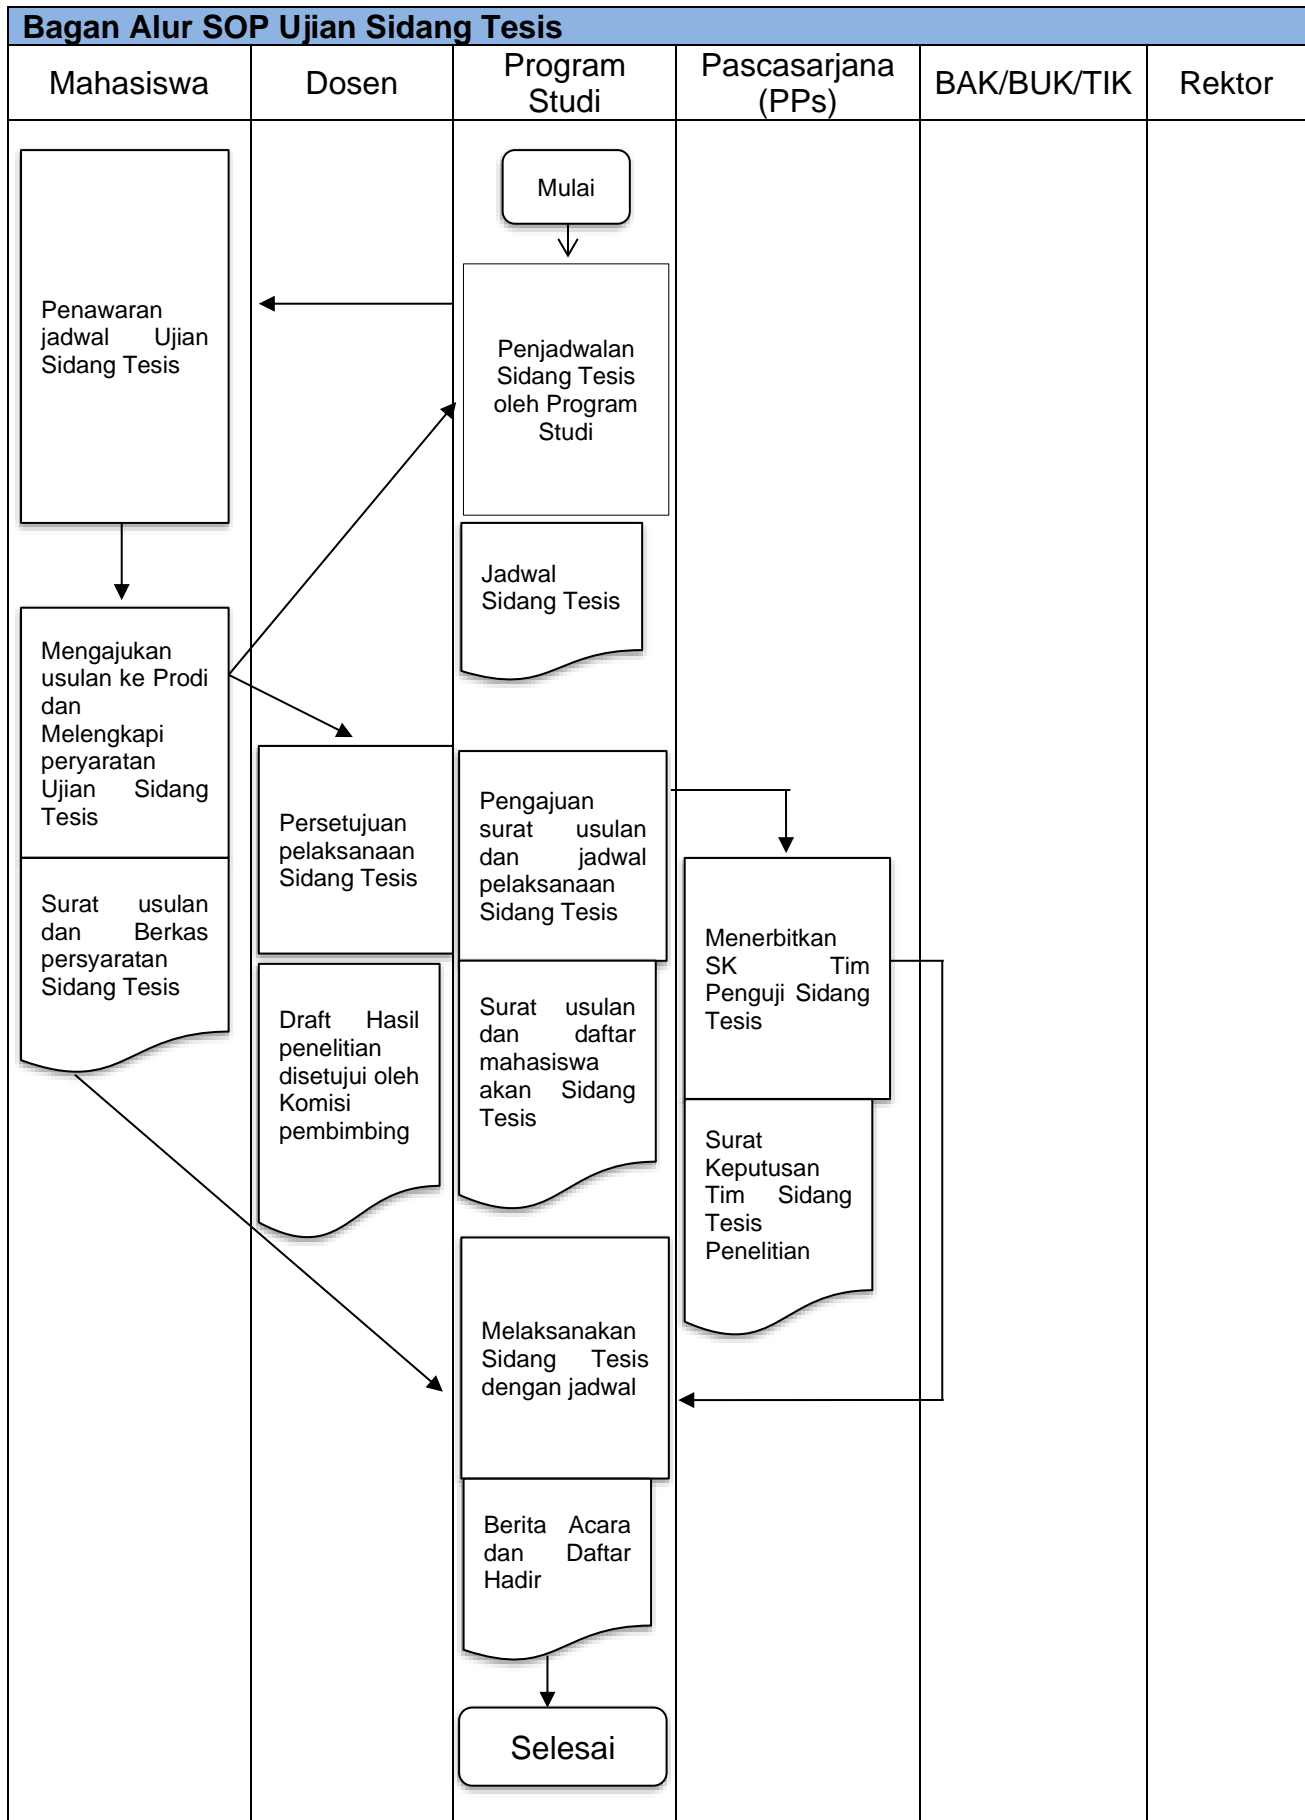 Bagan Alur SOP Ujian Sidang Tesis
Mahasiswa
Dosen
Program
Studi
Pascasarjana
(PPs)
BAK/BUK/TIK
Rektor
Mulai
Penawaran
jadwal Ujian
Sidang Tesis
Penjadwalan
Sidang Tesis
oleh Program
Studi
Jadwal
Sidang Tesis
Mengajukan
usulan ke Prodi
dan
Melengkapi
peryaratan
Ujian Sidang
Tesis
Surat usulan
dan Berkas
persyaratan
Sidang Tesis
Persetujuan
pelaksanaan
Sidang Tesis
Draft Hasil
penelitian
disetujui oleh
Komisi
pembimbing
Pengajuan
surat usulan
dan jadwal
pelaksanaan
Sidang Tesis
Surat usulan
dan daftar
mahasiswa
akan Sidang
Tesis
Menerbitkan
SK Tim
Penguji Sidang
Tesis
Surat
Keputusan
Tim Sidang
Tesis
Penelitian
Melaksanakan
Sidang Tesis
dengan jadwal
Berita Acara
dan Daftar
Hadir
Selesai